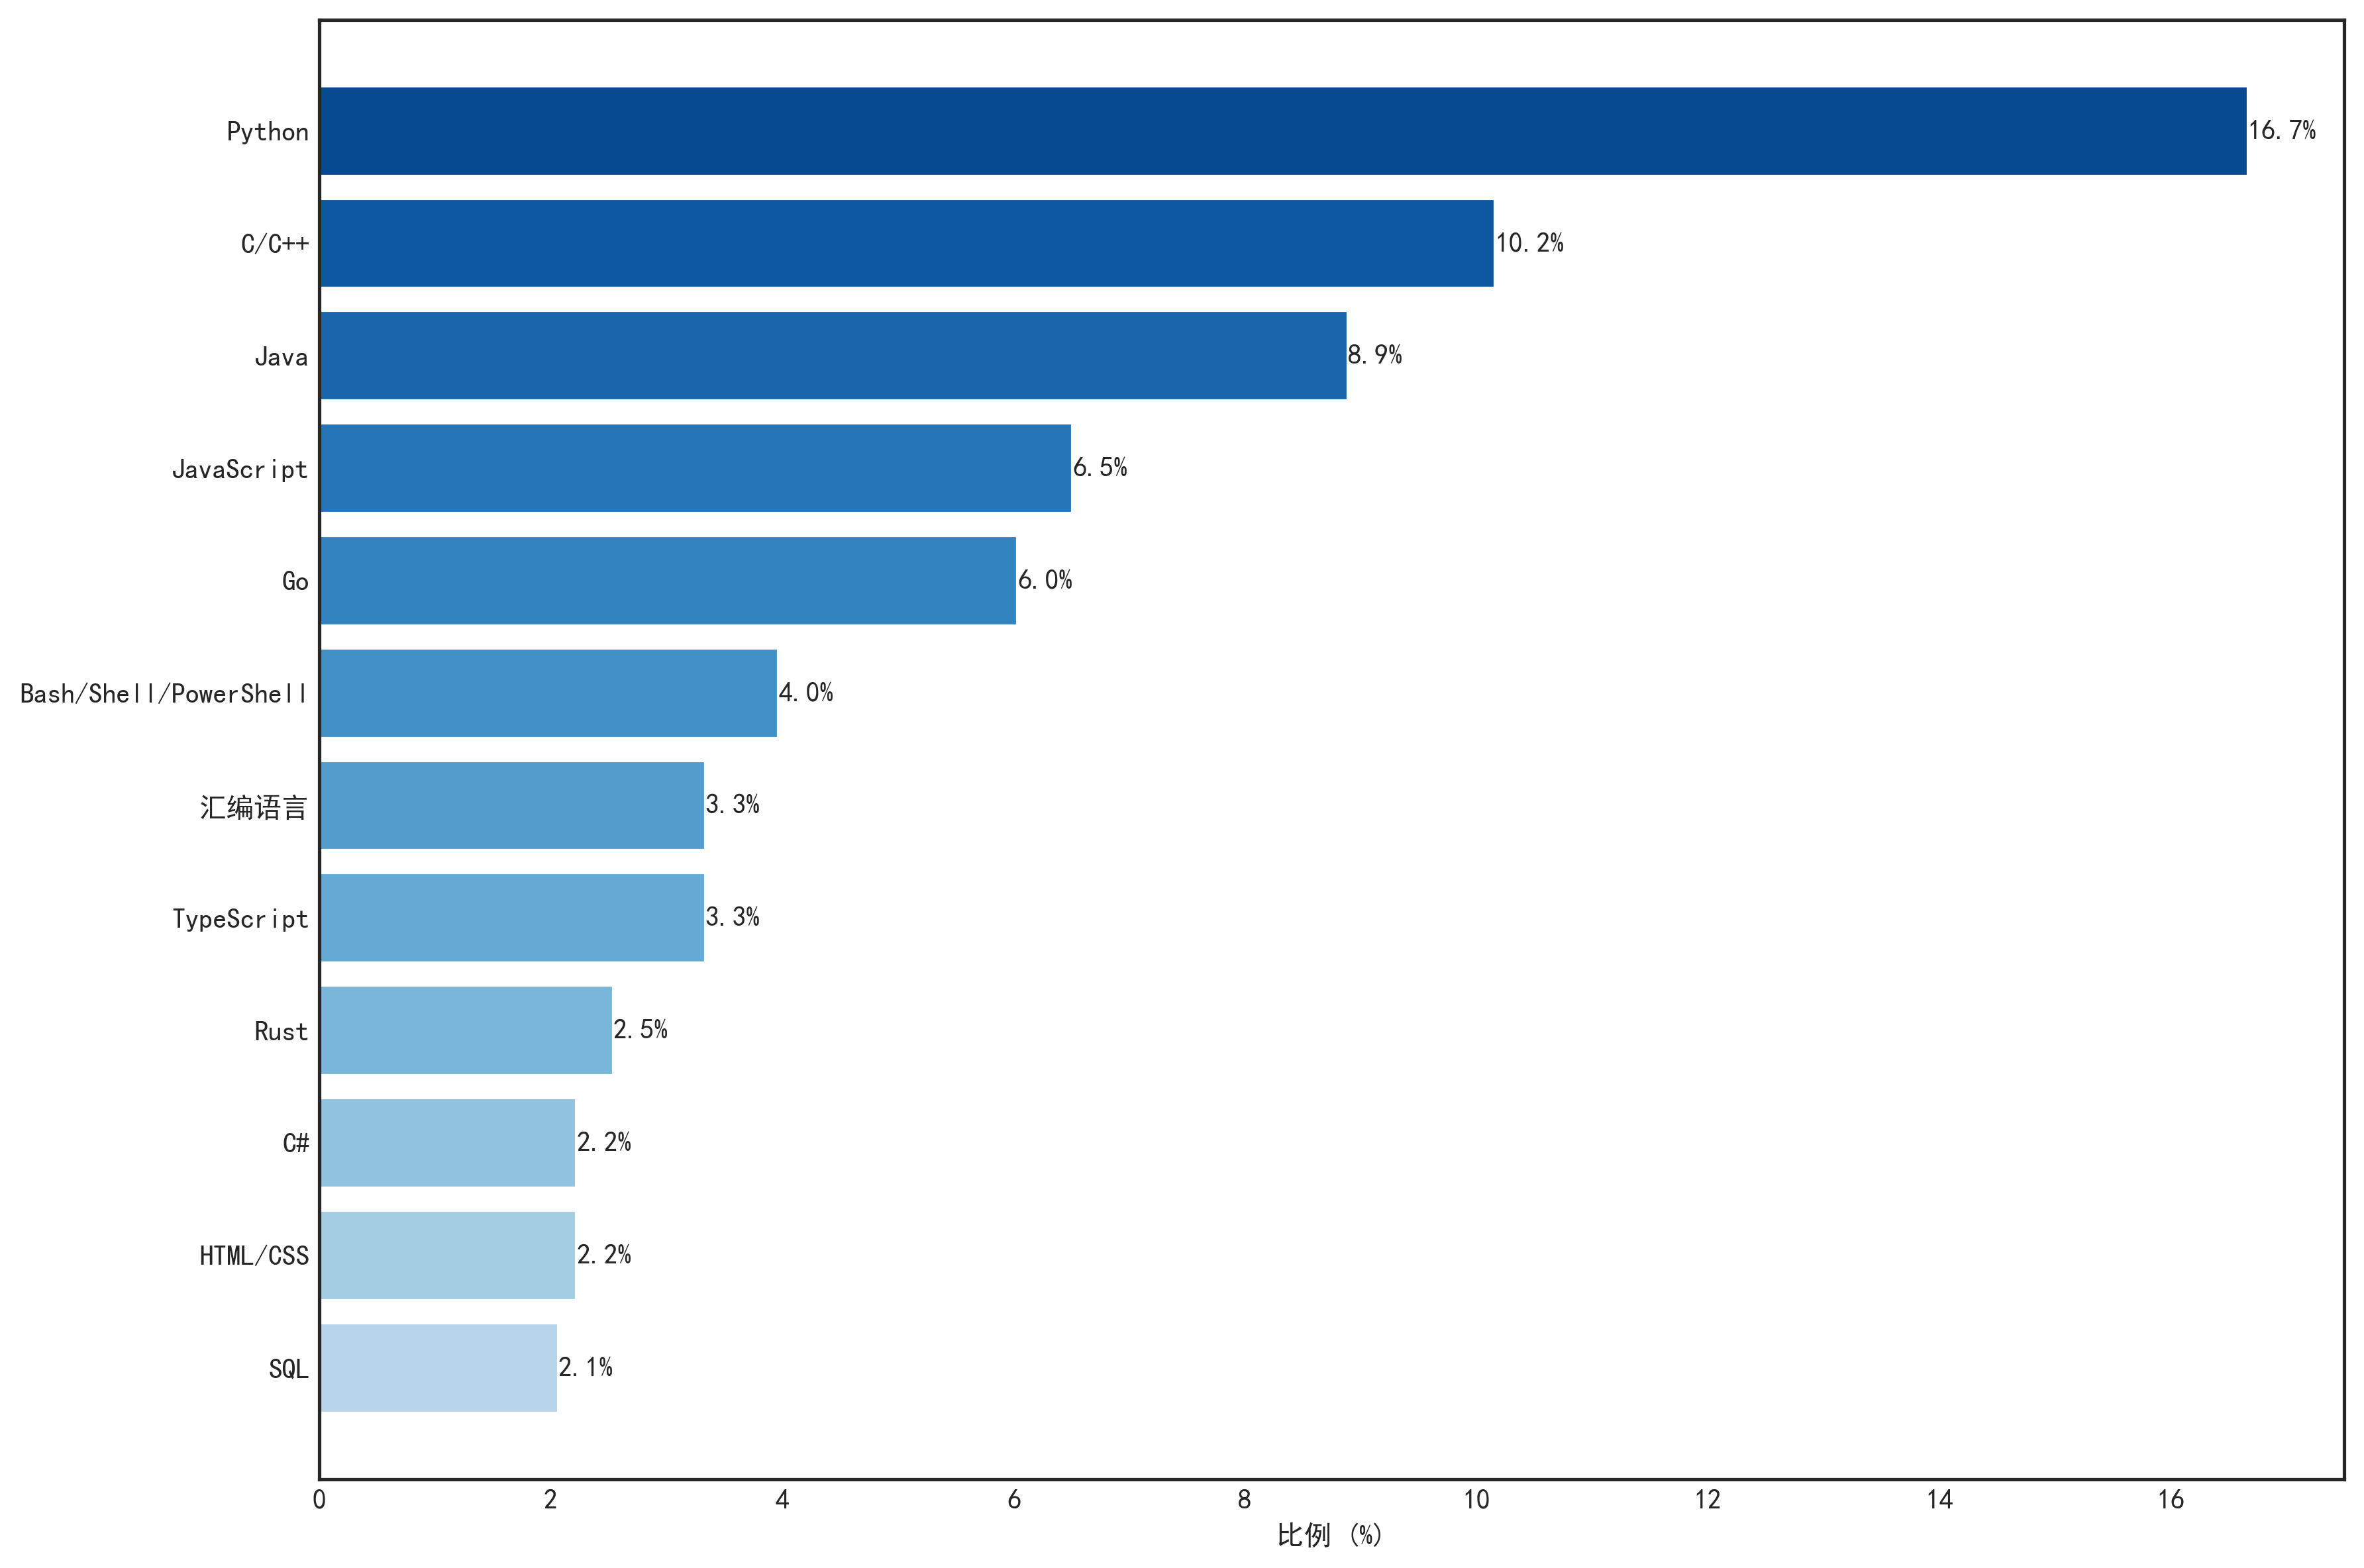 Python 16.7%
C/C++ 10.2%
Java 8.9%
JavaScript 6.5%
Go 6.0%
Bash/Shell/PowerShell 4.0%
汇编语言 3.3%
TypeScript 3.3%
Rust 2.5%
C# 2.2%
HTML/CSS 2.2%
SQL 2.1%
0 2 4 6 8 10 12 14 16
比例 (%)